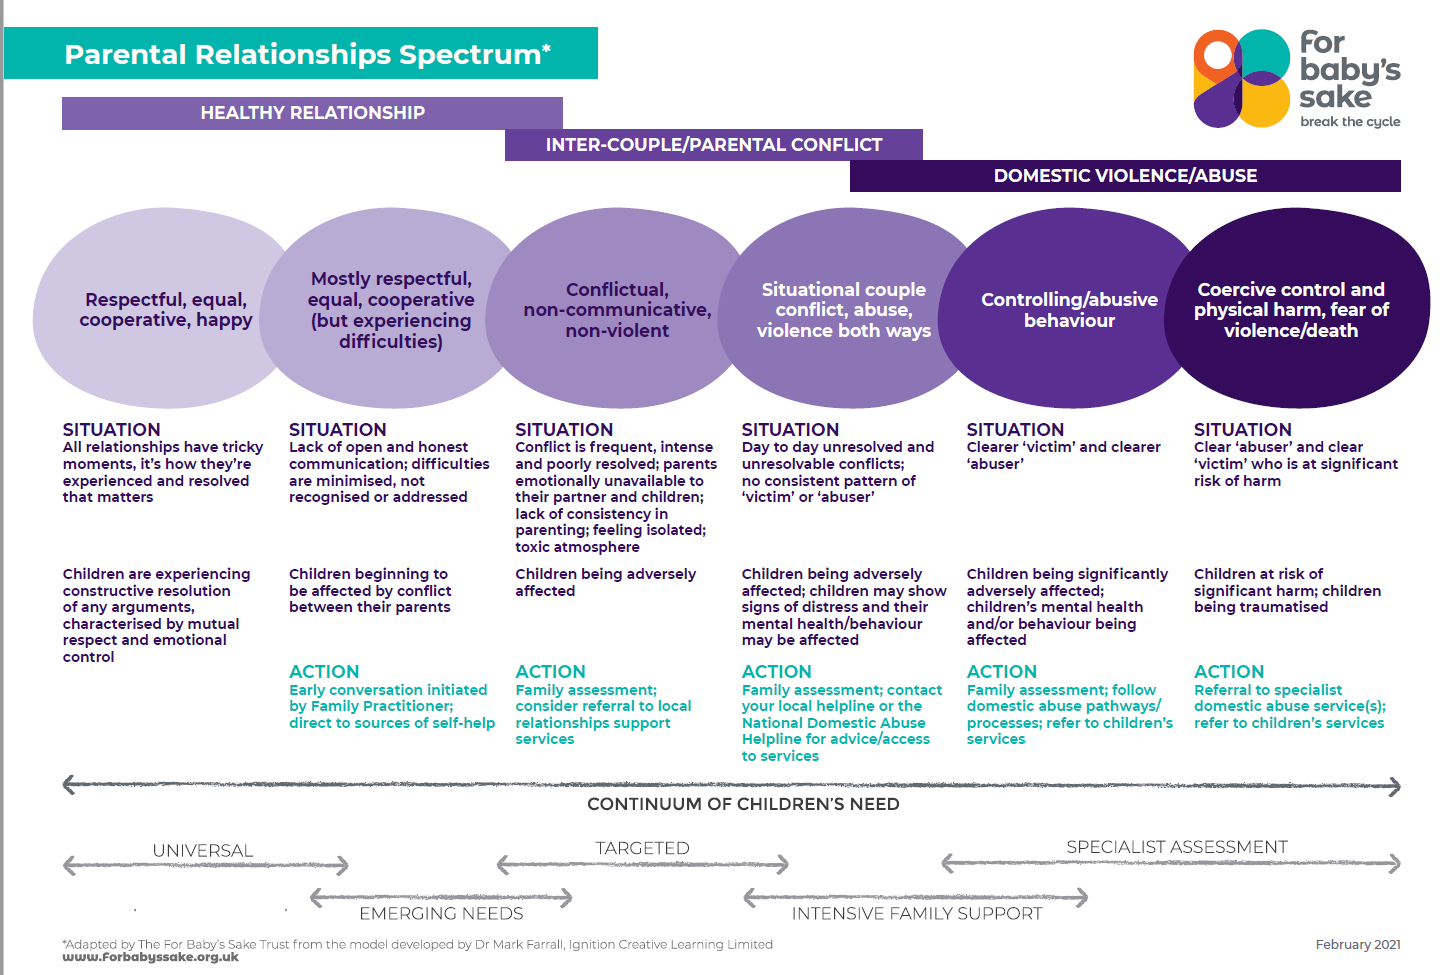 Parental Relationships Spectrum*
for
baby's
sake
break the cycle
HEALTHY RELATIONSHIP
INTER-COUPLE/PARENTAL CONFLICT
DOMESTIC VIOLENCE/ABUSE
Respectful, equal,
cooperative, happy
Mostly respectful,
equal, cooperative
(but experiencing
difficulties)
Conflictual,
non-communicative,
non-violent
Situational couple
conflict, abuse,
violence both ways
Controlling/abusive
behaviour
Coercive control and
physical harm, fear of
violence/death
SITUATION
All relationships have tricky
moments, it's how they're
experienced and resolved
that matters
Children are experiencing
constructive resolution
of any arguments,
characterised by mutual
respect and emotional
control
SITUATION
Lack of open and honest
communication; difficulties
are minimised, not
recognised or addressed
Children beginning to
be affected by conflict
between their parents
ACTION
Early conversation initiated
by Family Practitioner;
direct to sources of self-help
SITUATION
Conflict is frequent, intense
and poorly resolved; parents
emotionally unavailable to
their partner and children;
lack of consistency in
parenting; feeling isolated;
toxic atmosphere
Children being adversely
affected
ACTION
Family assessment;
consider referral to local
relationships support
services
SITUATION
Day to day unresolved and
unresolvable conflicts;
no consistent pattern of
'victim' or 'abuser'
Children being adversely
affected; children may show
signs of distress and their
mental health/behaviour
may be affected
ACTION
Family assessment; contact
your local helpline or the
National Domestic Abuse
Helpline for advice/access
to services
SITUATION
Clearer 'victim' and clearer
'abuser'
Children being significantly
adversely affected;
children's mental health
and/or behaviour being
affected
ACTION
Family assessment; follow
domestic abuse pathways/
processes; refer to children's
services
SITUATION
Clear 'abuser' and clear
'victim' who is at significant
risk of harm
Children at risk of
significant harm; children
being traumatised
ACTION
Referral to specialist
domestic abuse service(s);
refer to children's services
CONTINUUM OF CHILDREN'S NEED
UNIVERSAL
TARGETED
SPECIALIST ASSESSMENT
EMERGING NEEDS
INTENSIVE FAMILY SUPPORT
*Adapted by The For Baby's Sake Trust from the model developed by Dr Mark Farrall, Ignition Creative Learning Limited
www.Forbabyssake.org.uk
February 2021